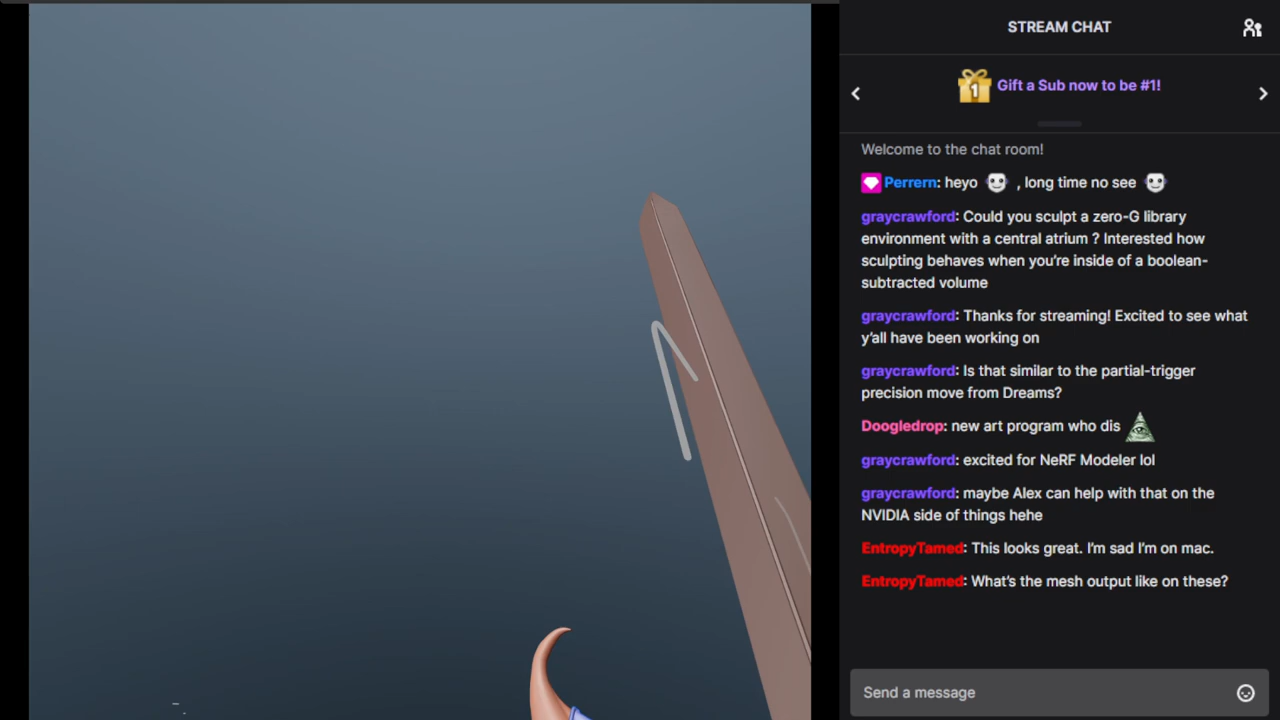 STREAM CHAT
1 Gift a Sub now to be #1!
Welcome to the chat room!
Perrern: heyo , long time no see
graycrawford: Could you sculpt a zero-G library
environment with a central atrium ? Interested how
sculpting behaves when you're inside of a boolean-
subtracted volume
graycrawford: Thanks for streaming! Excited to see what
y'all have been working on
graycrawford: Is that similar to the partial-trigger
precision move from Dreams?
Doogledrop: new art program who dis
graycrawford: excited for NeRF Modeler lol
graycrawford: maybe Alex can help with that on the
NVIDIA side of things hehe
EntropyTamed: This looks great. I'm sad I'm on mac.
EntropyTamed: What's the mesh output like on these?
Send a message